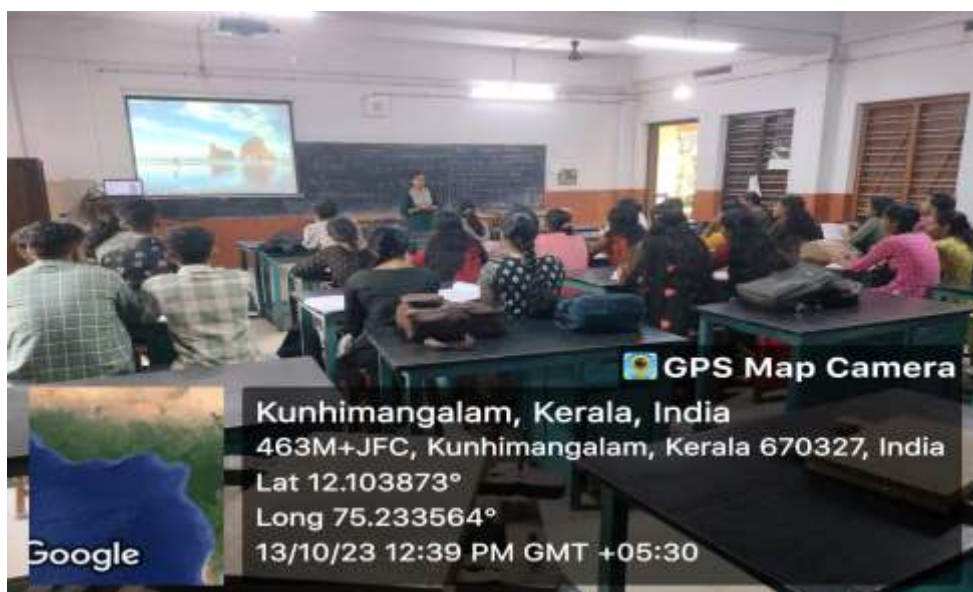 GPS Map Camera
Kunhimangalam, Kerala, India
463M+JFC, Kunhimangalam, Kerala 670327, India
Lat 12.103873°
Long 75.233564°
13/10/23 12:39 PM GMT +05:30
Google